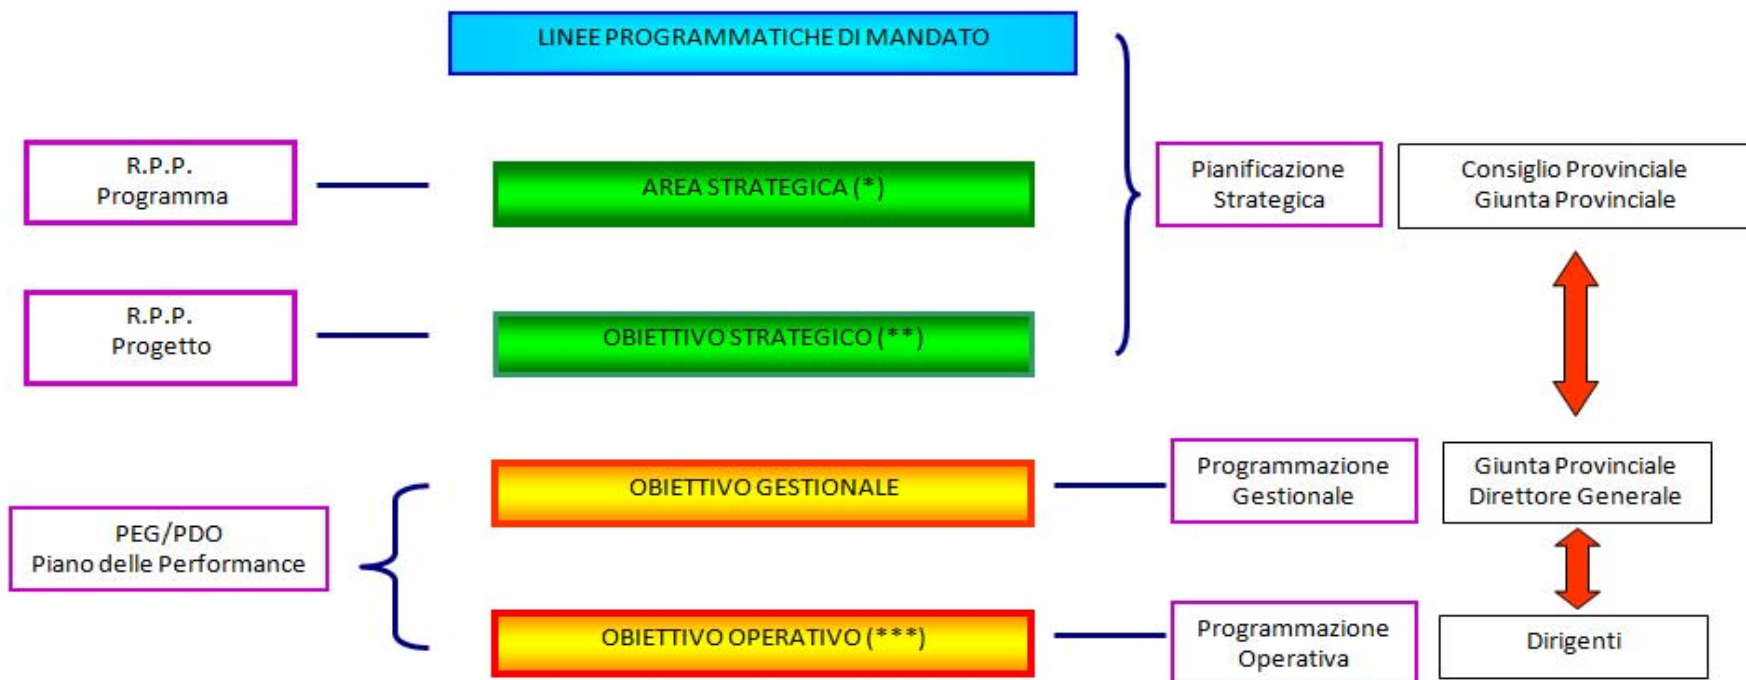 LINEE PROGRAMMATICHE DI MANDATO
R.P.P.
Programma
AREA STRATEGICA (*)
Pianificazione
Strategica
Consiglio Provinciale
Giunta Provinciale
R.P.P.
Progetto
OBIETTIVO STRATEGICO (**)
OBIETTIVO GESTIONALE
Programmazione
Gestionale
Giunta Provinciale
Direttore Generale
PEG/PDO
Piano delle Performance
OBIETTIVO OPERATIVO (***)
Programmazione
Operativa
Dirigenti